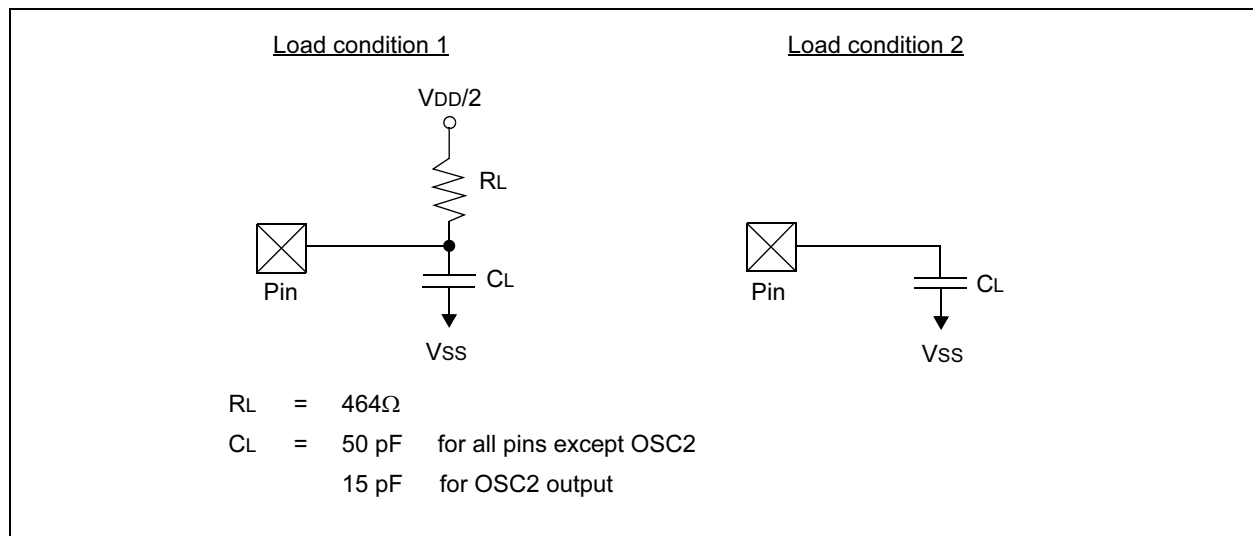 Load condition 1
Load condition 2
VDD/2
RL
Pin
CL
VSS
Pin
CL
VSS
RL = 464Ω
CL = 50 pF for all pins except OSC2
15 pF for OSC2 output